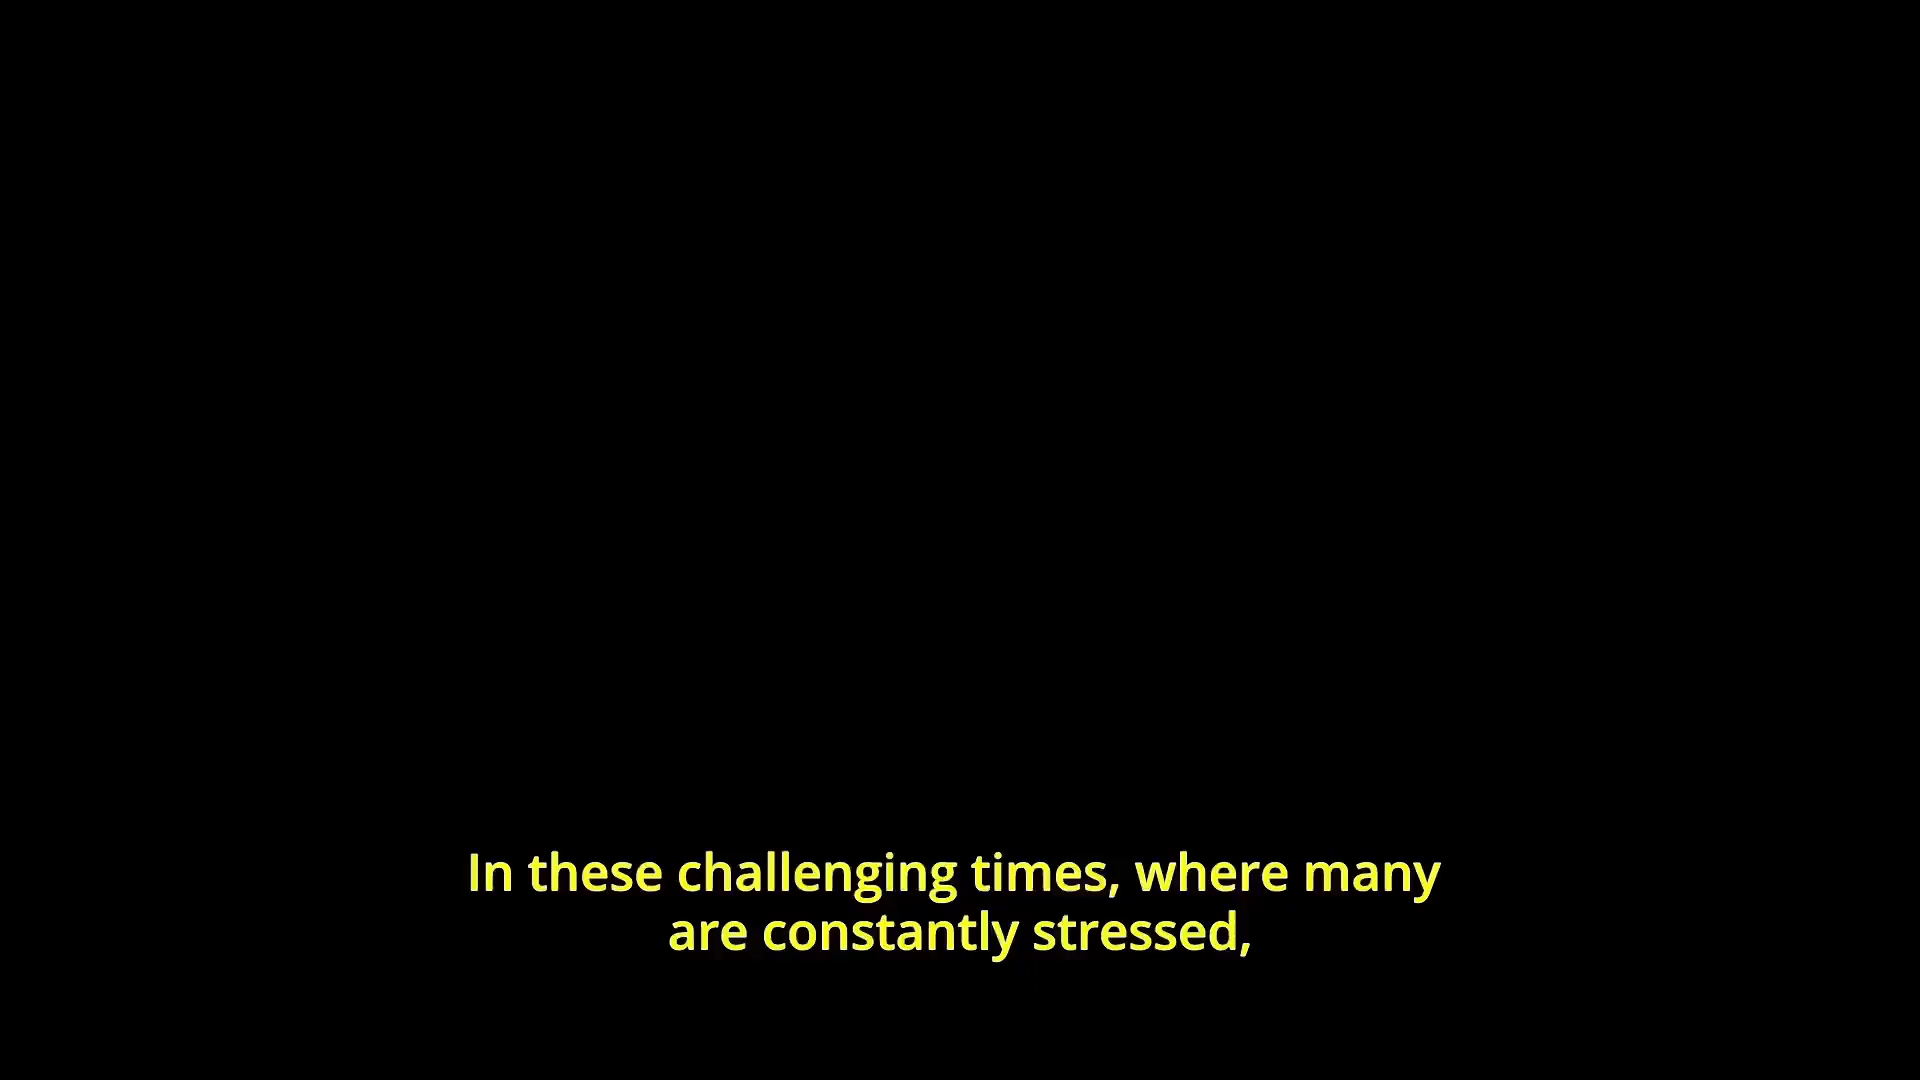 In these challenging times, where many
are constantly stressed,